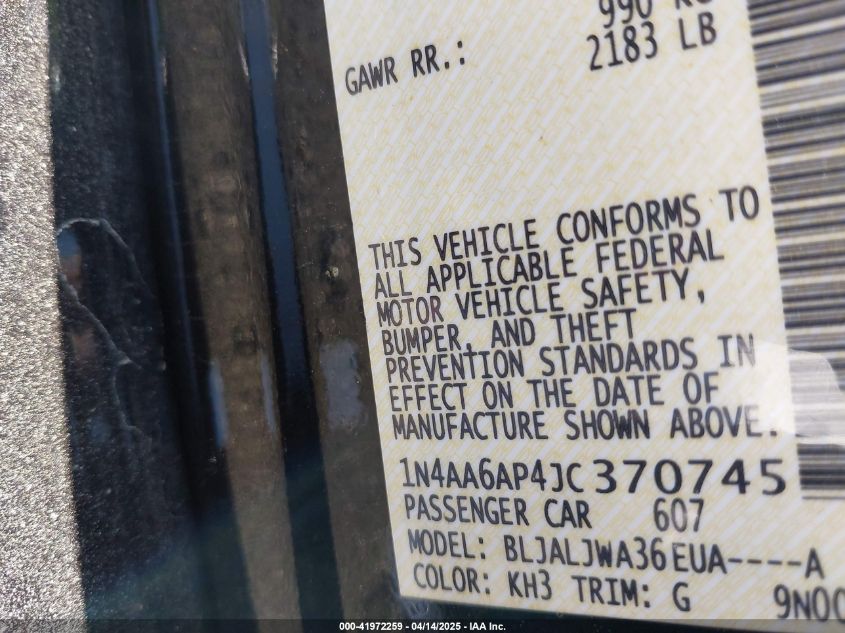 990 KG
GAWR RR.: 2183 LB
THIS VEHICLE CONFORMS TO
ALL APPLICABLE FEDERAL
MOTOR VEHICLE SAFETY,
BUMPER, AND THEFT
PREVENTION STANDARDS IN
EFFECT ON THE DATE OF
MANUFACTURE SHOWN ABOVE.
1N4AA6AP4JC370745
PASSENGER CAR 607
MODEL: BLJALJWA36EUA----A
COLOR: KH3 TRIM: G
000-41972259 - 04/14/2025 - IAA Inc.